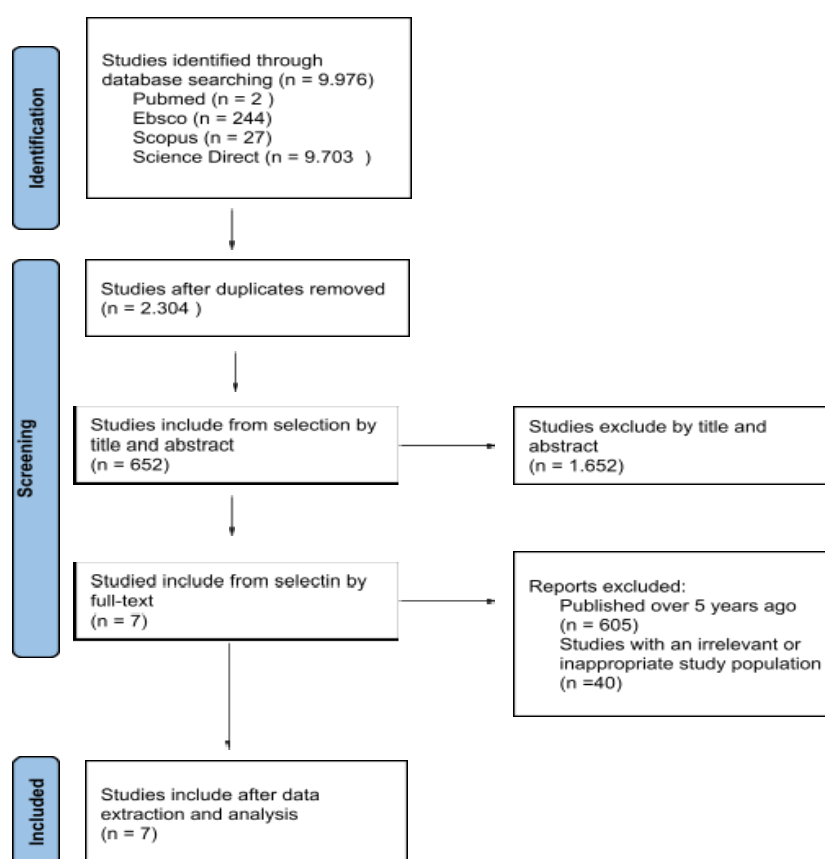 Identification
Studies identified through
database searching (n = 9.976)
Pubmed (n = 2 )
Ebsco (n = 244)
Scopus (n = 27)
Science Direct (n = 9.703 )
Screening
Studies after duplicates removed
(n = 2.304 )
Studies include from selection by
title and abstract
(n = 652)
Studies exclude by title and
abstract
(n = 1.652)
Studied include from selectin by
full-text
(n = 7)
Reports excluded:
Published over 5 years ago
(n = 605)
Studies with an irrelevant or
inappropriate study population
(n =40)
Included
Studies include after data
extraction and analysis
(n = 7)